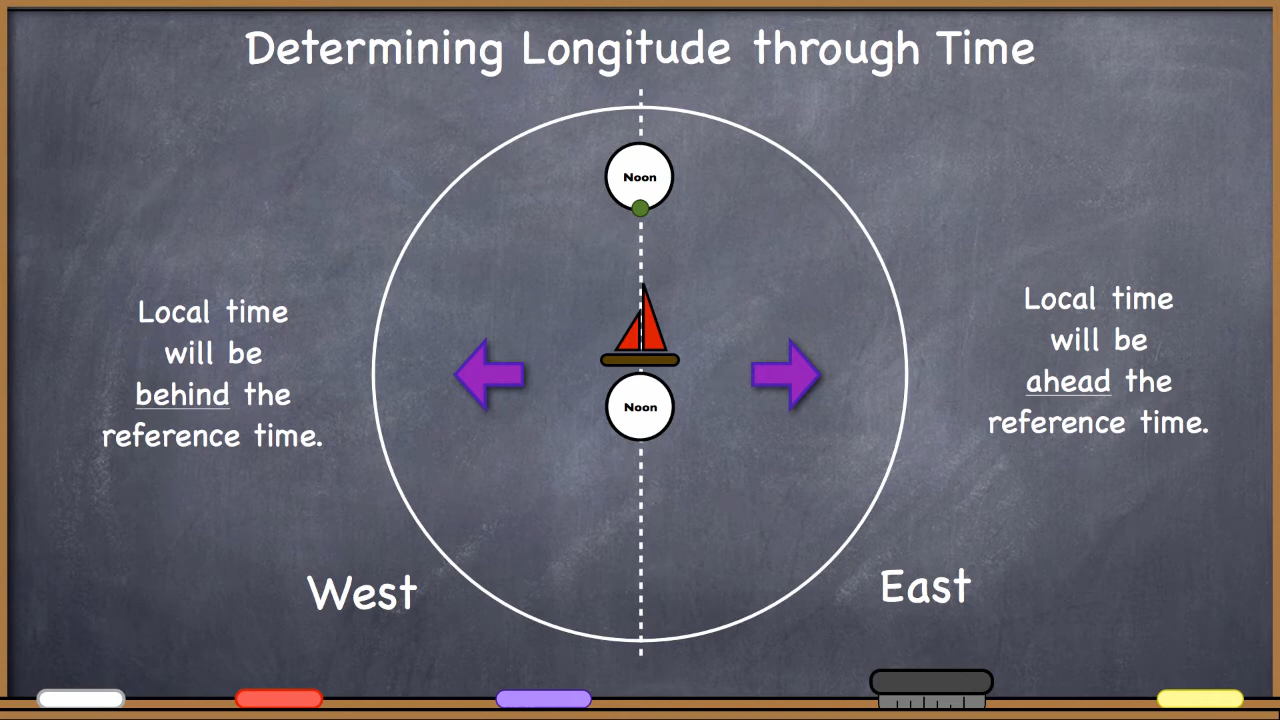 Determining Longitude through Time
Noon
Local time
will be
behind the
reference time.
Noon
Local time
will be
ahead the
reference time.
West
East